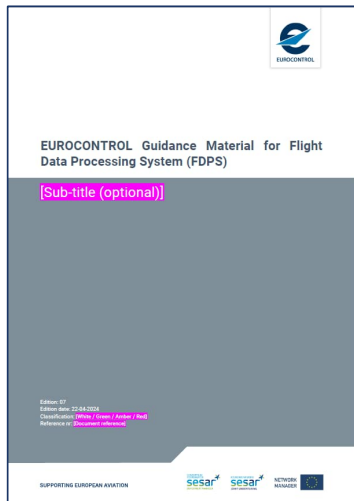 EUROCONTROL
EUROCONTROL Guidance Material for Flight
Data Processing System (FDPS)
[Sub-title (optional)]
Edition: 07
Edition date: 22-04-2024
Classification: [White / Green / Amber / Red]
Reference nr: [Document reference]
SUPPORTING EUROPEAN AVIATION
sesar
sesar
NETWORK
MANAGER